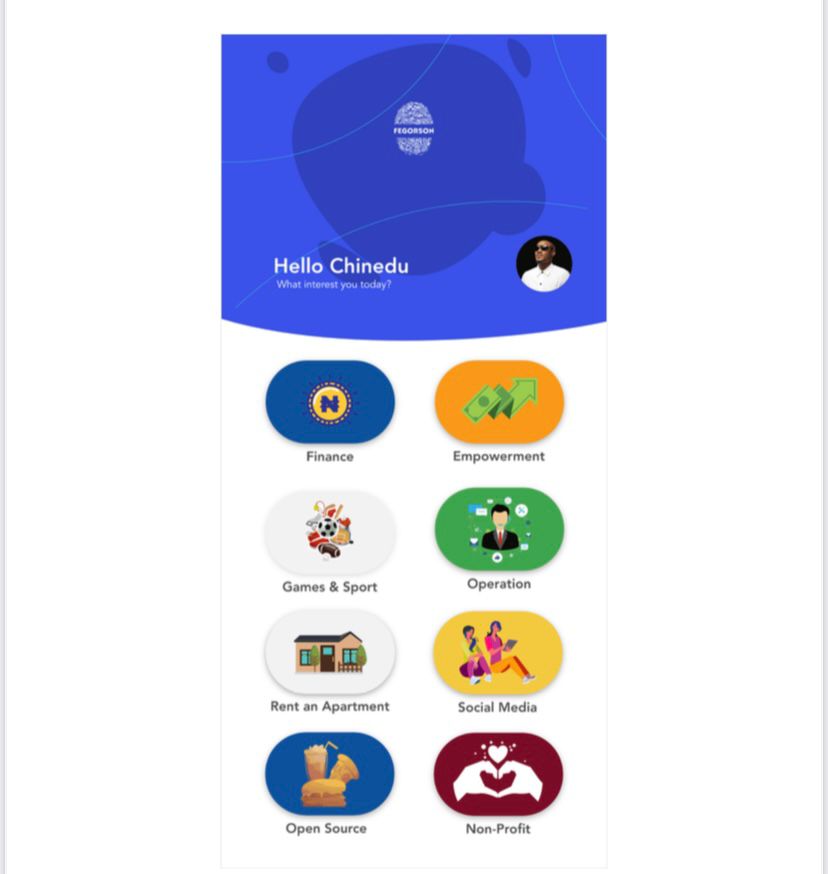 FEGORSON
Hello Chinedu
What interest you today?
Finance
Empowerment
Games & Sport
Operation
Rent an Apartment
Social Media
Open Source
Non-Profit